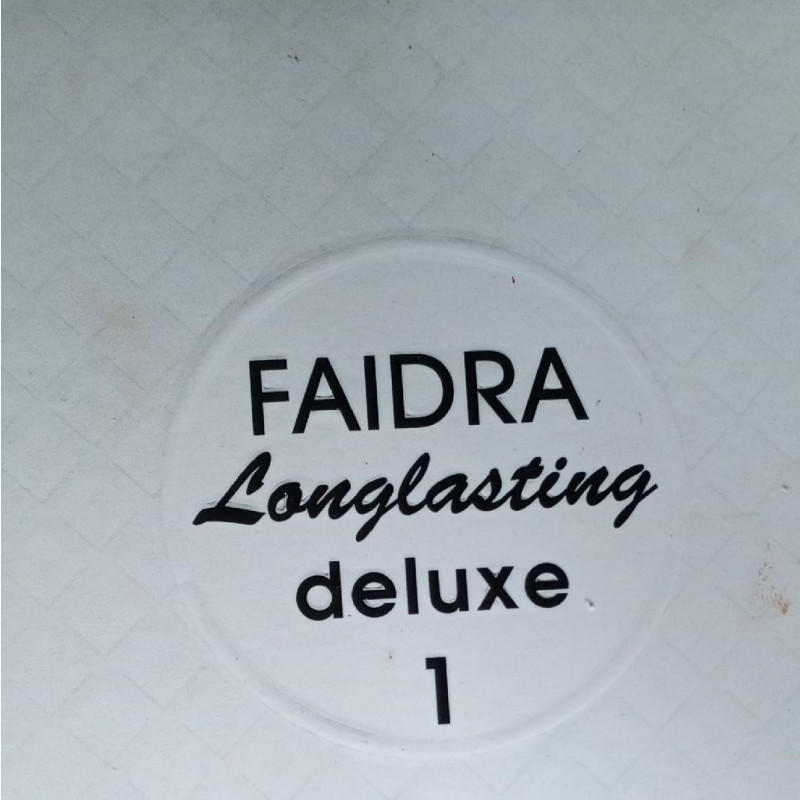 FAIDRA
Longlasting
deluxe
1